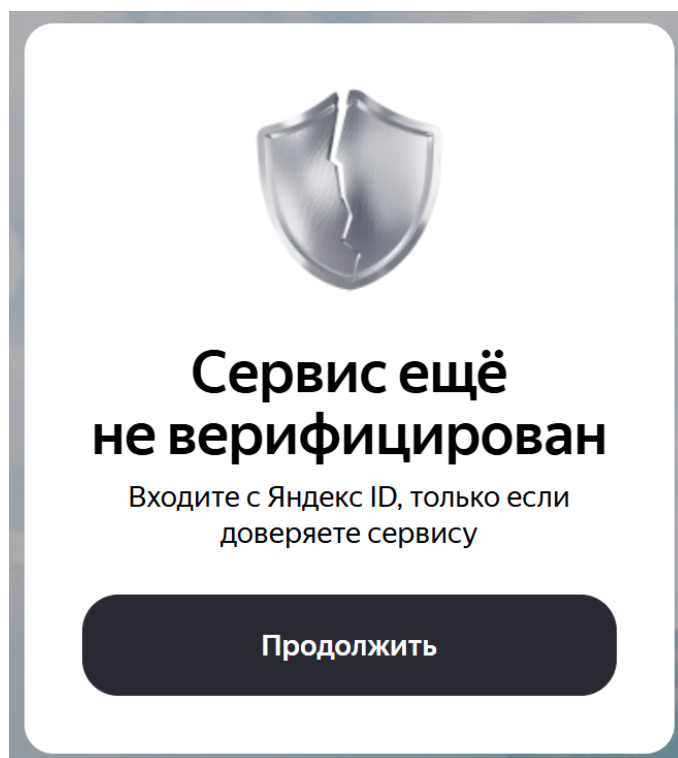 Сервис ещё
не верифицирован
Входите с Яндекс ID, только если
доверяете сервису
Продолжить